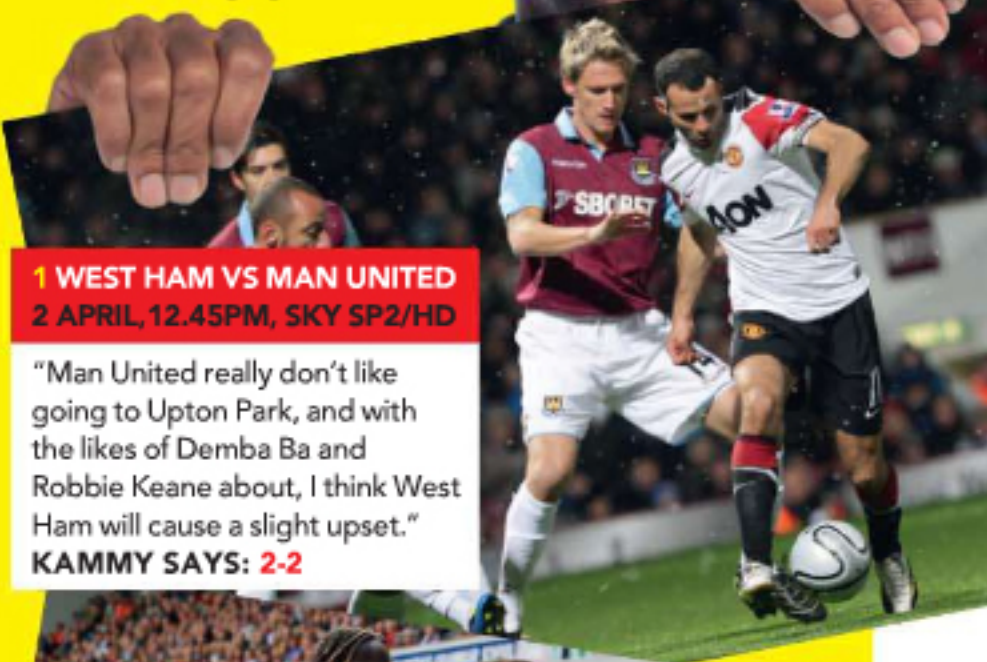 1 WEST HAM VS MAN UNITED
2 APRIL, 12.45PM, SKY SP2/HD
“Man United really don’t like
going to Upton Park, and with
the likes of Demba Ba and
Robbie Keane about, I think West
Ham will cause a slight upset.”
KAMMY SAYS: 2-2
SBOBET
AON